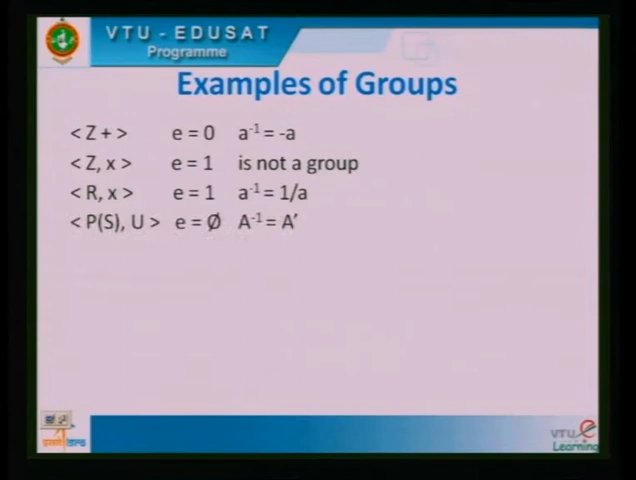 VTU - EDUSAT
Programme
Examples of Groups
< Z + > e = 0 a⁻¹ = -a
< Z, x > e = 1 is not a group
< R, x > e = 1 a⁻¹ = 1/a
< P(S), U > e = Ø A⁻¹ = A′
VTU e
Learning